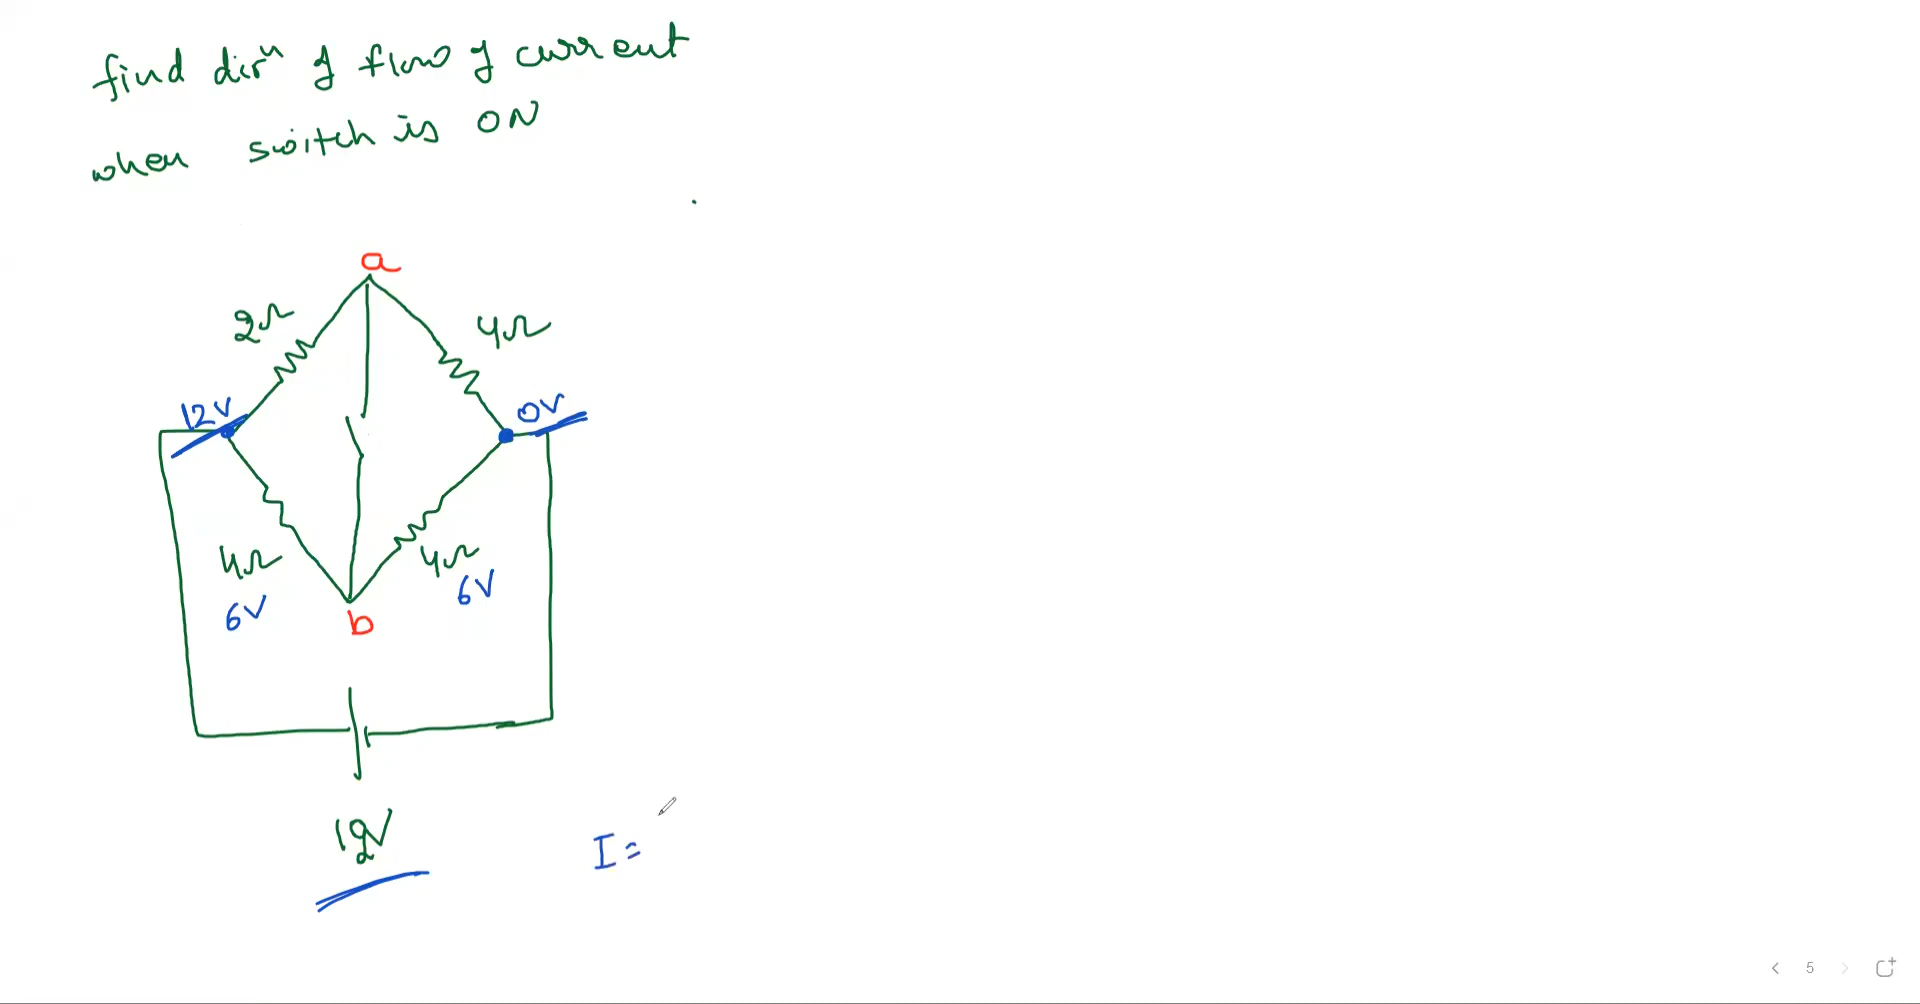 find dirⁿ of flow of current
when switch is ON
a
2Ω
4Ω
12V
0V
4Ω
4Ω
6V
6V
b
12V
I =
5